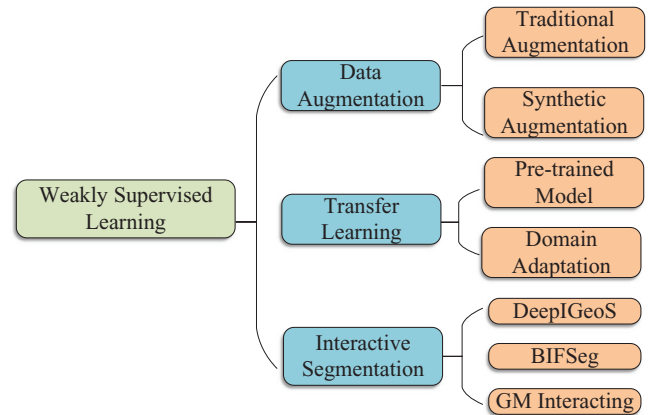 Weakly Supervised
Learning
Data
Augmentation
Traditional
Augmentation
Synthetic
Augmentation
Transfer
Learning
Pre-trained
Model
Domain
Adaptation
Interactive
Segmentation
DeepIGeoS
BIFSeg
GM Interacting